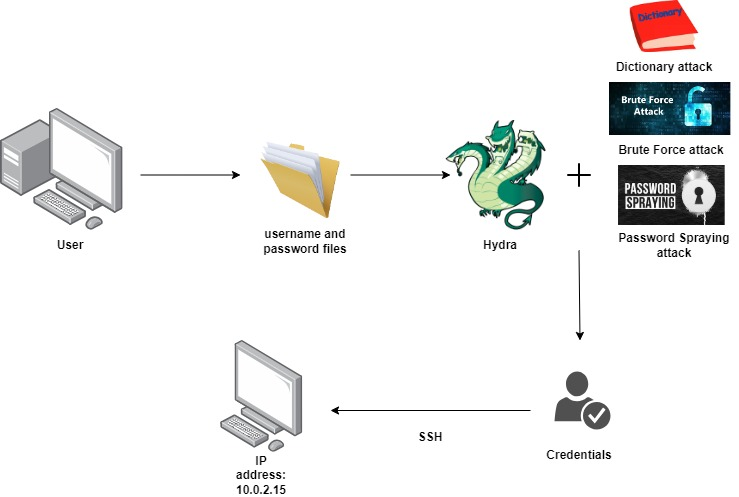 Dictionary
Dictionary attack
Brute Force
Attack
Brute Force attack
PASSWORD
SPRAYING
Password Spraying
attack
User
username and
password files
Hydra
SSH
Credentials
IP
address:
10.0.2.15